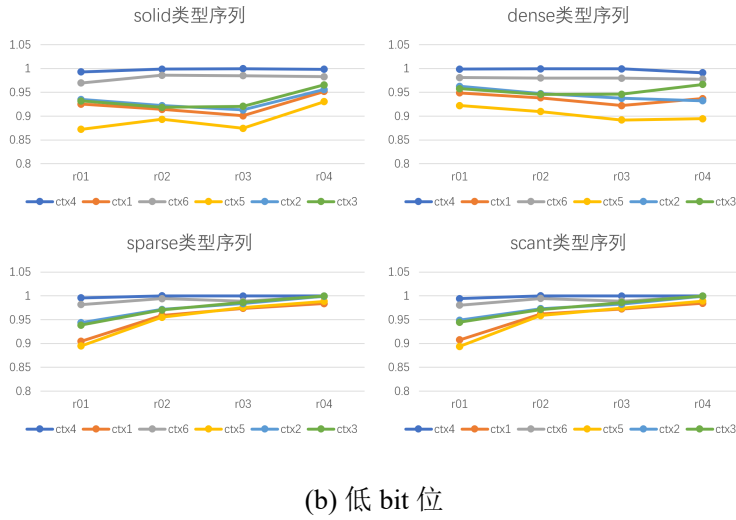 solid类型序列
1.05
1
0.95
0.9
0.85
0.8
r01 r02 r03 r04
ctx4 ctx1 ctx6 ctx5 ctx2 ctx3
dense类型序列
1.05
1
0.95
0.9
0.85
0.8
r01 r02 r03 r04
ctx4 ctx1 ctx6 ctx5 ctx2 ctx3
sparse类型序列
1.05
1
0.95
0.9
0.85
0.8
r01 r02 r03 r04
ctx4 ctx1 ctx6 ctx5 ctx2 ctx3
scant类型序列
1.05
1
0.95
0.9
0.85
0.8
r01 r02 r03 r04
ctx4 ctx1 ctx6 ctx5 ctx2 ctx3
(b) 低 bit 位